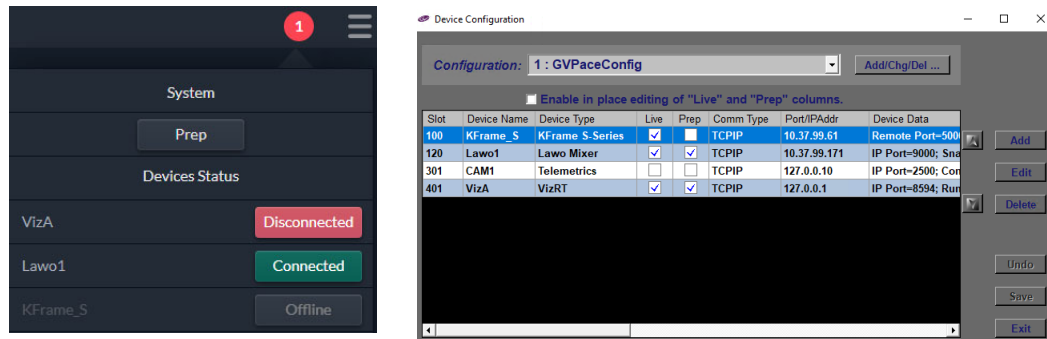 1
System
Prep
Devices Status
VizA Disconnected
Lawo1 Connected
KFrame_S Offline
Device Configuration
Configuration: 1 : GVPaceConfig Add/Chg/Del ...
Enable in place editing of "Live" and "Prep" columns.
Slot Device Name Device Type Live Prep Comm Type Port/IPAddr Device Data
100 KFrame_S KFrame S-Series TCPIP 10.37.99.61 Remote Port=500
120 Lawo1 Lawo Mixer TCPIP 10.37.99.171 IP Port=9000; Sna
301 CAM1 Telemetrics TCPIP 127.0.0.10 IP Port=2500; Con
401 VizA VizRT TCPIP 127.0.0.1 IP Port=8594; Run
Add
Edit
Delete
Undo
Save
Exit